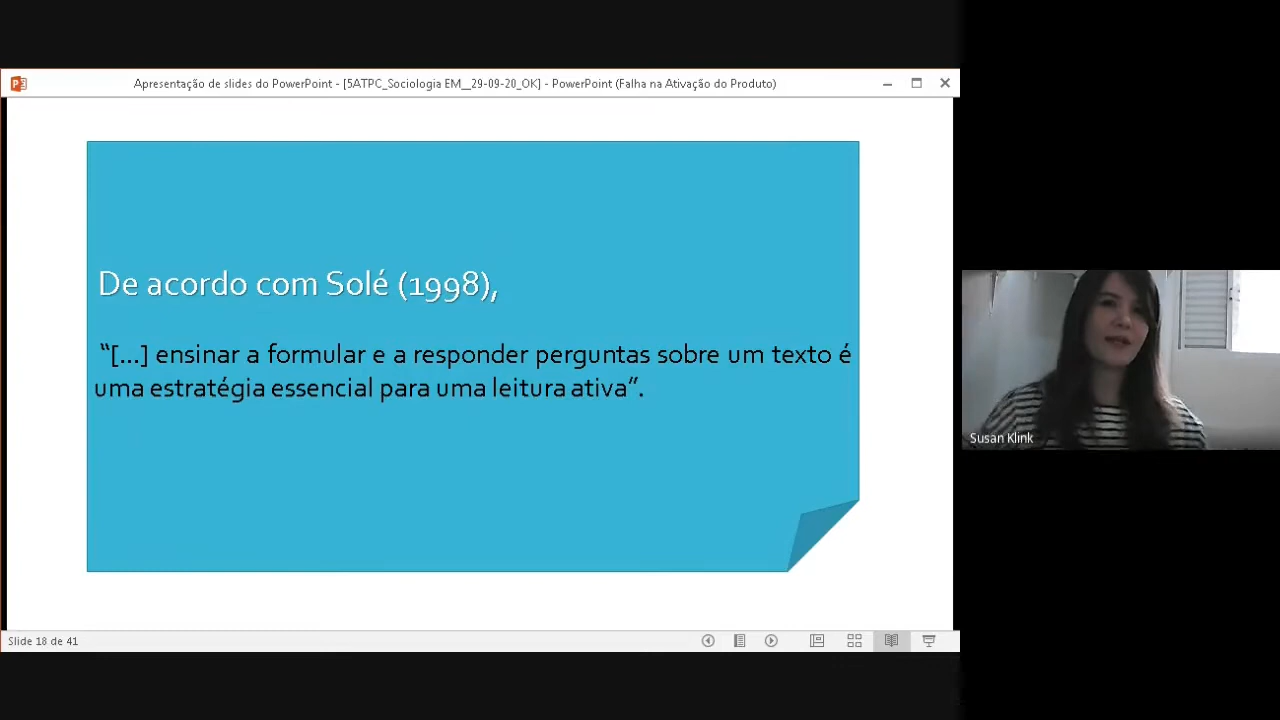 Apresentação de slides do PowerPoint - [5ATPC_Sociologia EM__29-09-20_OK] - PowerPoint (Falha na Ativação do Produto)
De acordo com Solé (1998),
“[...] ensinar a formular e a responder perguntas sobre um texto é
uma estratégia essencial para uma leitura ativa”.
Susan Klink
Slide 18 de 41